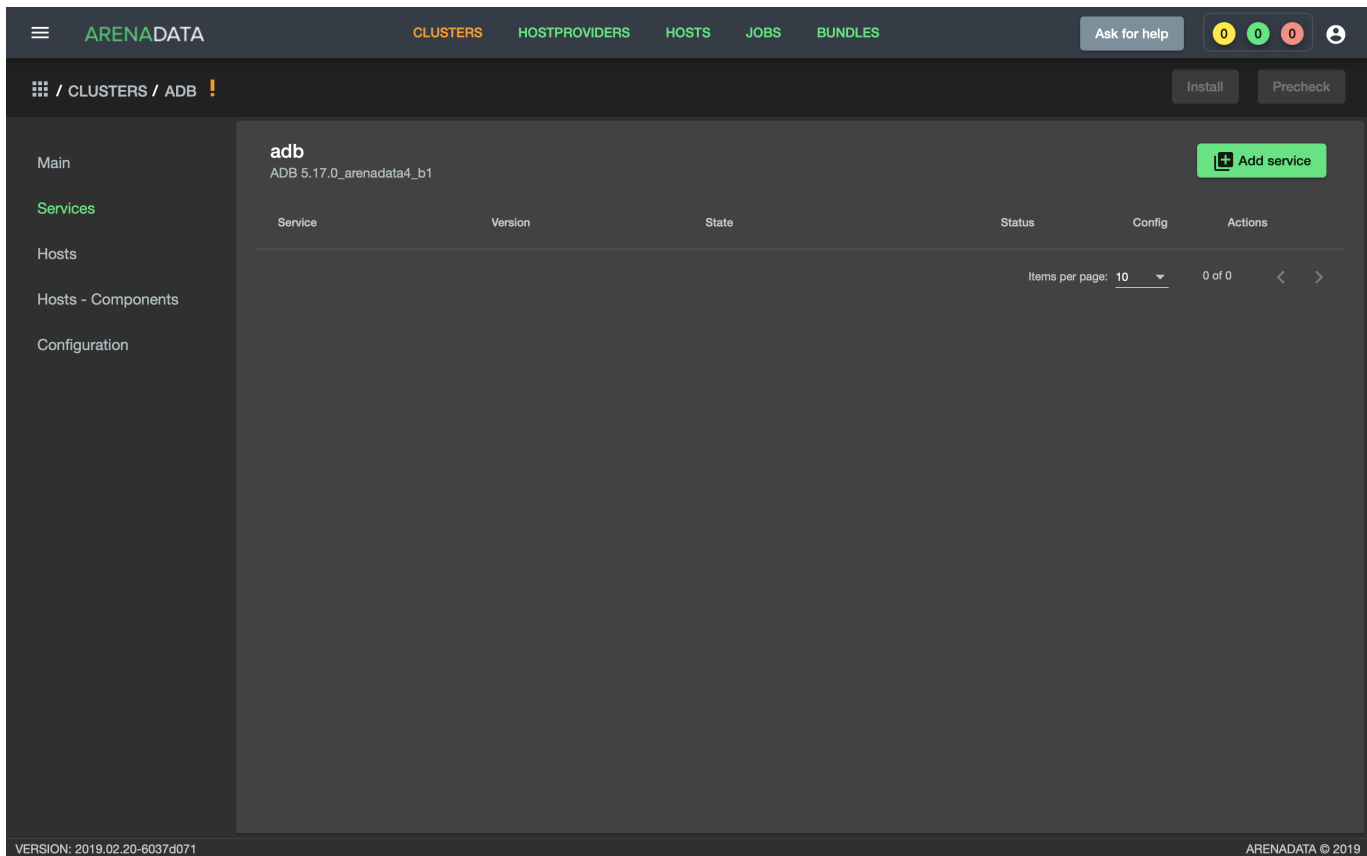 ARENADATA CLUSTERS HOSTPROVIDERS HOSTS JOBS BUNDLES Ask for help 0 0 0
/ CLUSTERS / ADB ! Install Precheck
Main
Services
Hosts
Hosts - Components
Configuration
adb
ADB 5.17.0_arenadata4_b1
Add service
Service Version State Status Config Actions
Items per page: 10 0 of 0
VERSION: 2019.02.20-6037d071 ARENADATA © 2019